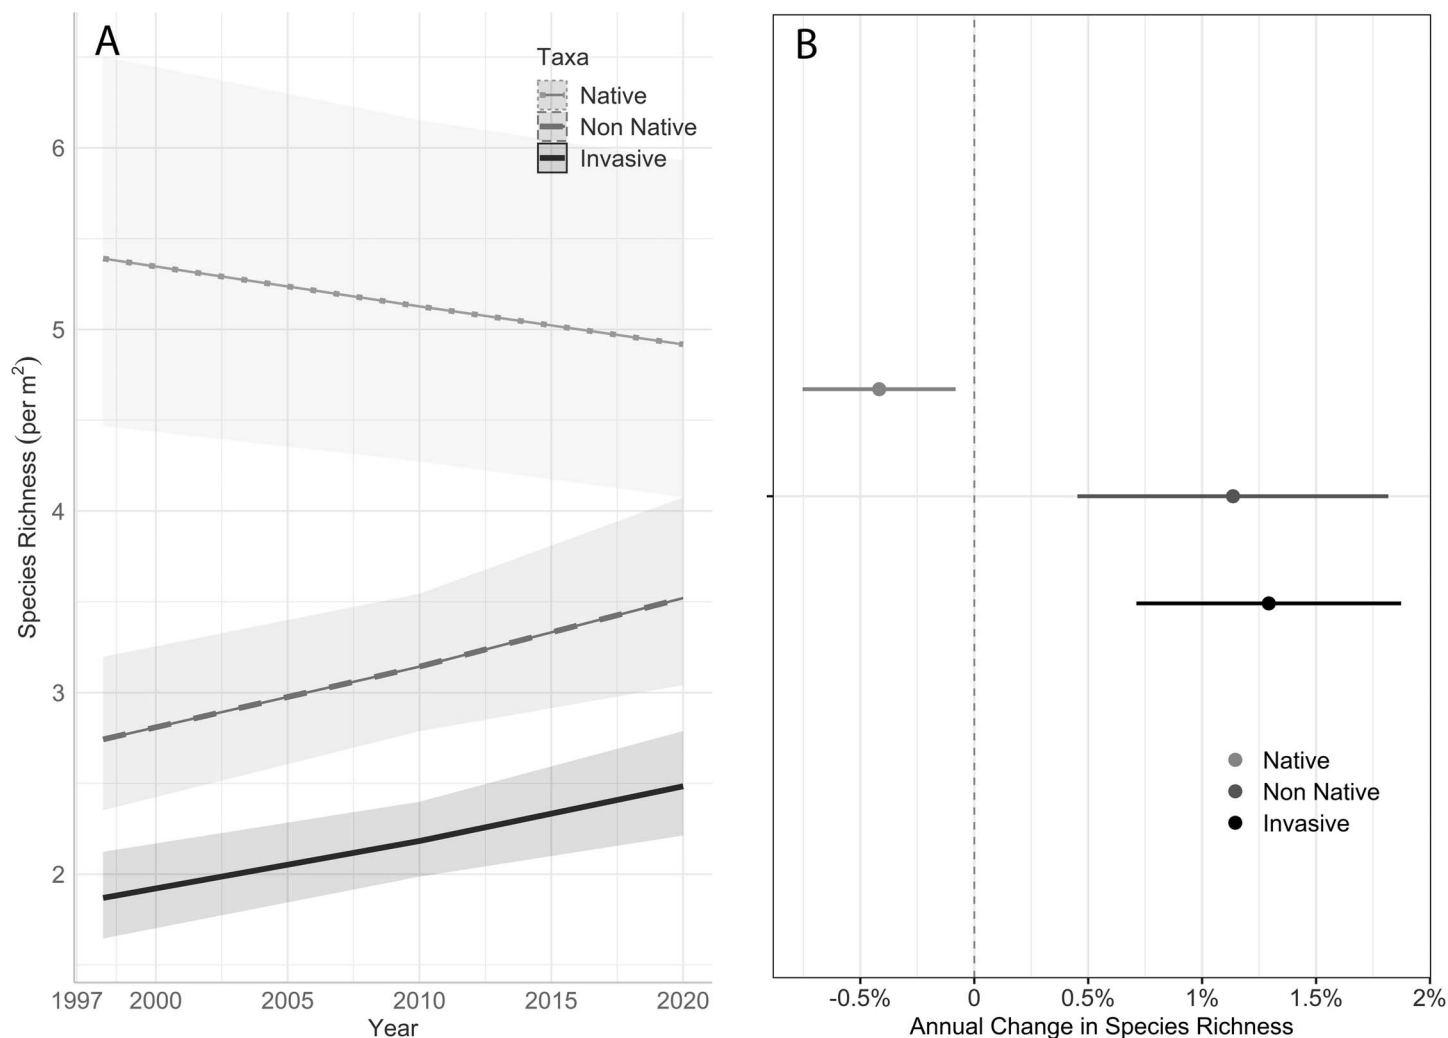 A
Taxa
Native
Non Native
Invasive
6
5
4
3
2
Species Richness (per m²)
1997 2000 2005 2010 2015 2020
Year
B
Native
Non Native
Invasive
-0.5% 0 0.5% 1% 1.5% 2%
Annual Change in Species Richness